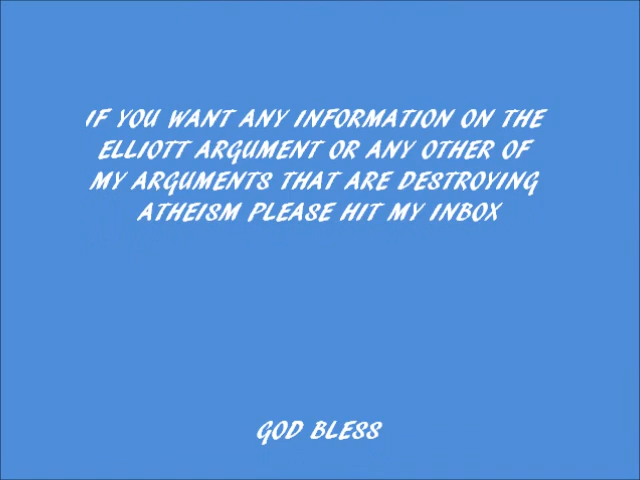 IF YOU WANT ANY INFORMATION ON THE
ELLIOTT ARGUMENT OR ANY OTHER OF
MY ARGUMENTS THAT ARE DESTROYING
ATHEISM PLEASE HIT MY INBOX
GOD BLESS